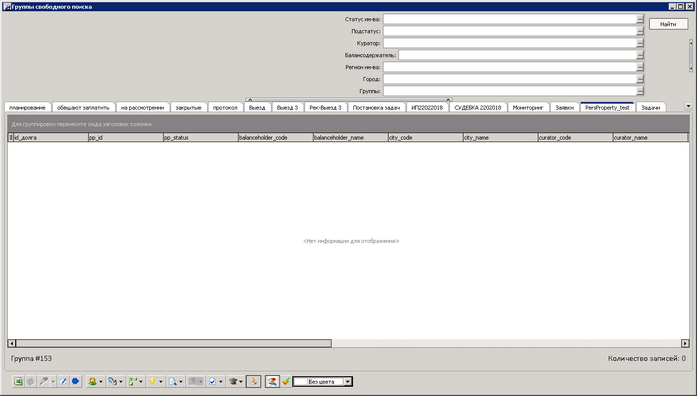 Группы свободного поиска
Статус им-ва:
Найти
Подстатус:
Куратор:
Балансодержатель:
Регион им-ва:
Город:
Группы:
планирование обещают заплатить на рассмотрении закрытые протокол Выезд Выезд 3 Рек-Выезд 3 Постановка задач ИП22022018 СУДЕБКА 2202018 Мониторинг Заявки PersProperty_test Задачи
Для группировки перенесите сюда заголовок колонки
id_долга pp_id pp_status balanceholder_code balanceholder_name city_code city_name curator_code curator_name
<Нет информации для отображения>
Группа #153 Количество записей: 0
Без цвета